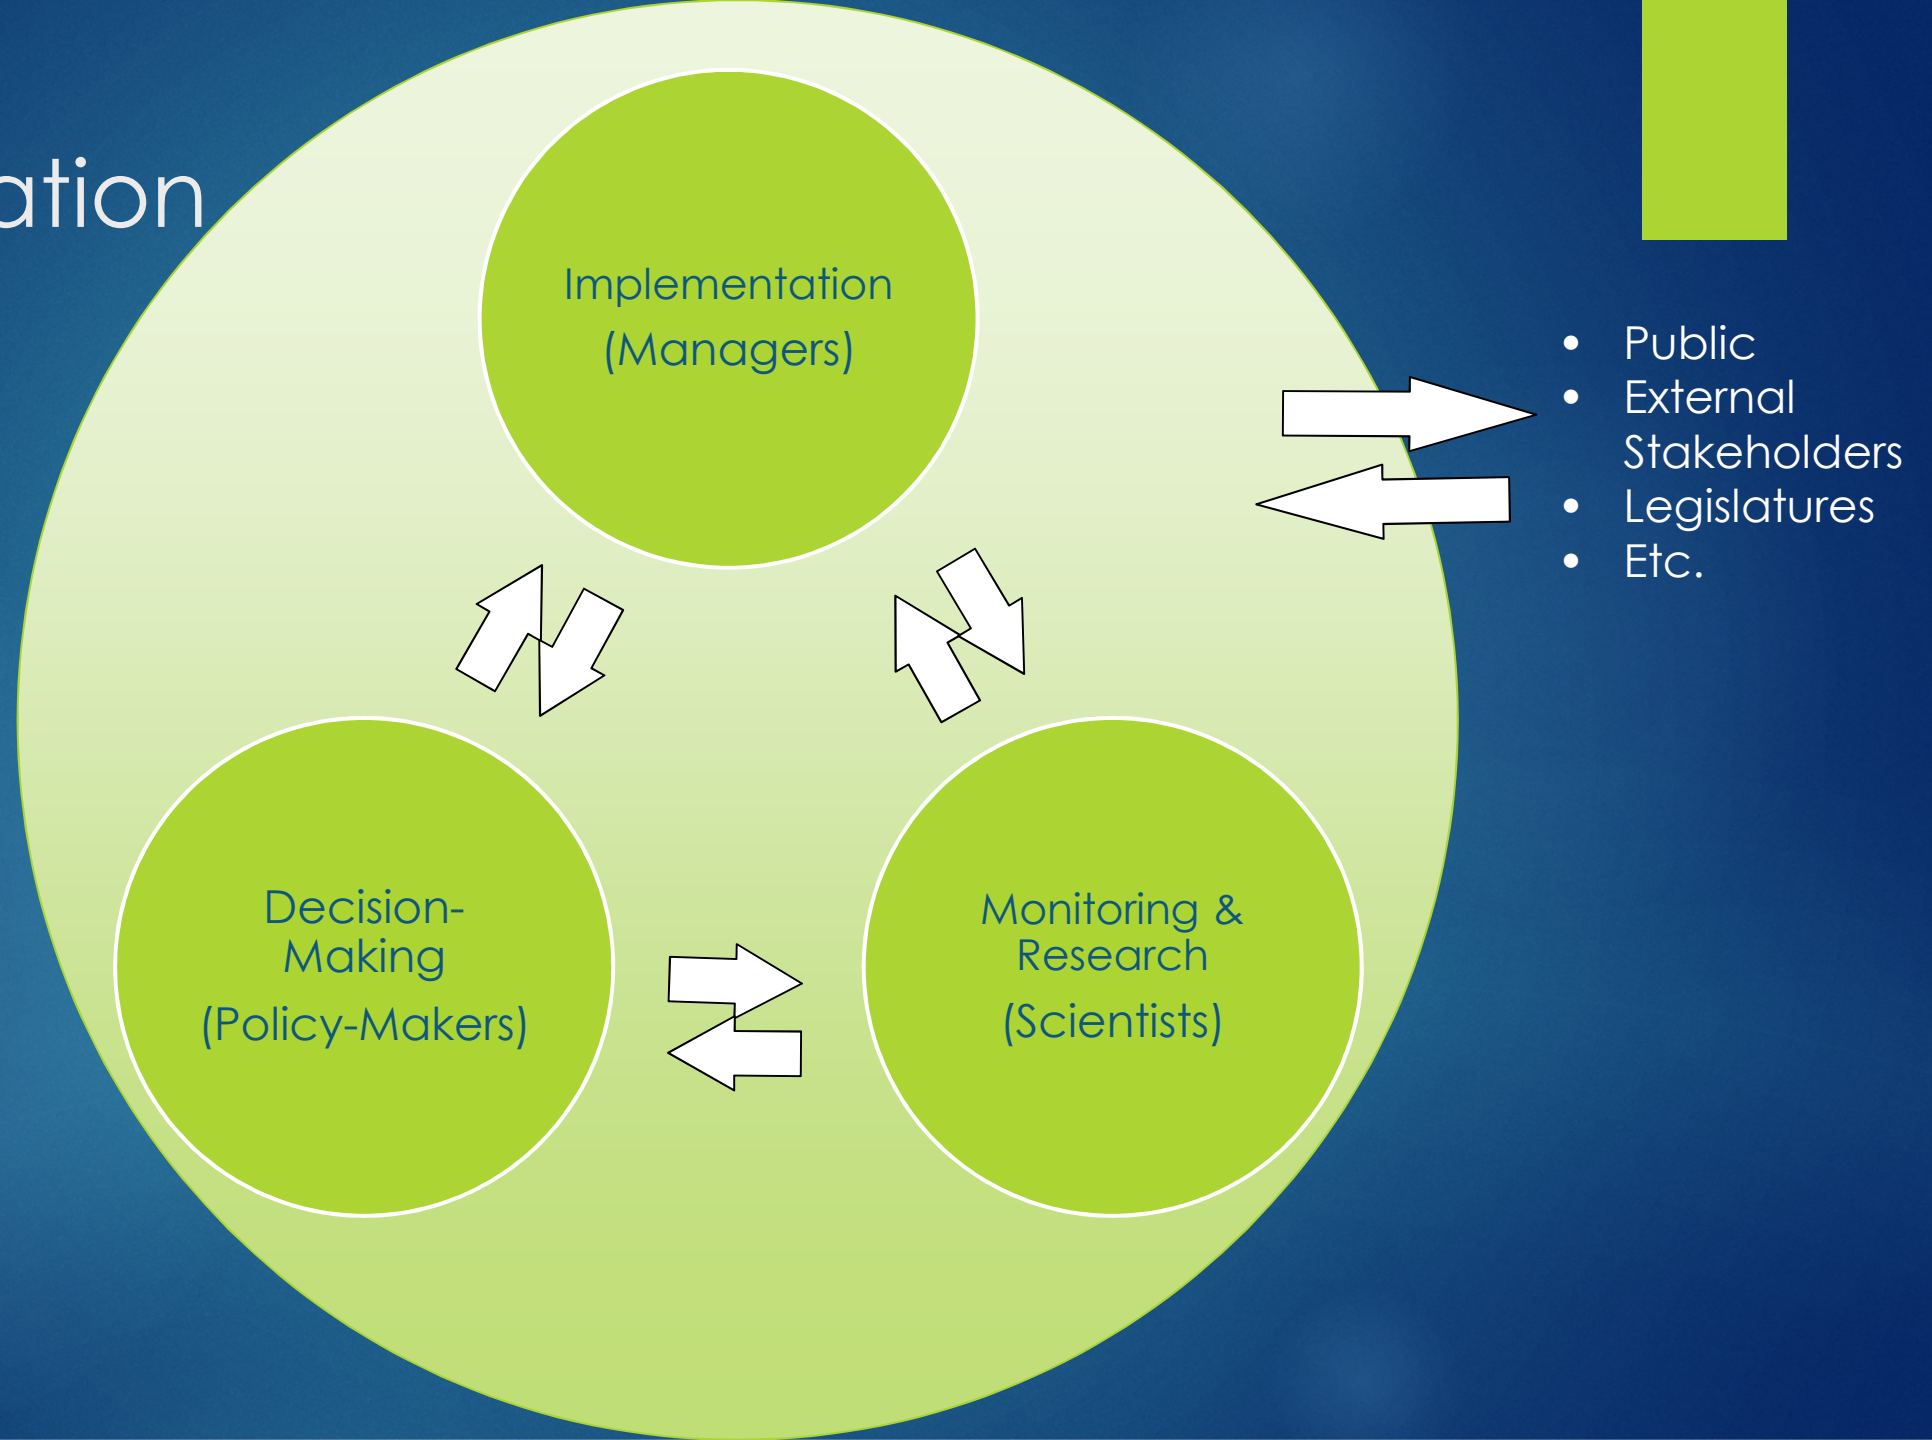 ation
Implementation
(Managers)
• Public
• External
Stakeholders
• Legislatures
• Etc.
Decision-
Making
(Policy-Makers)
Monitoring &
Research
(Scientists)